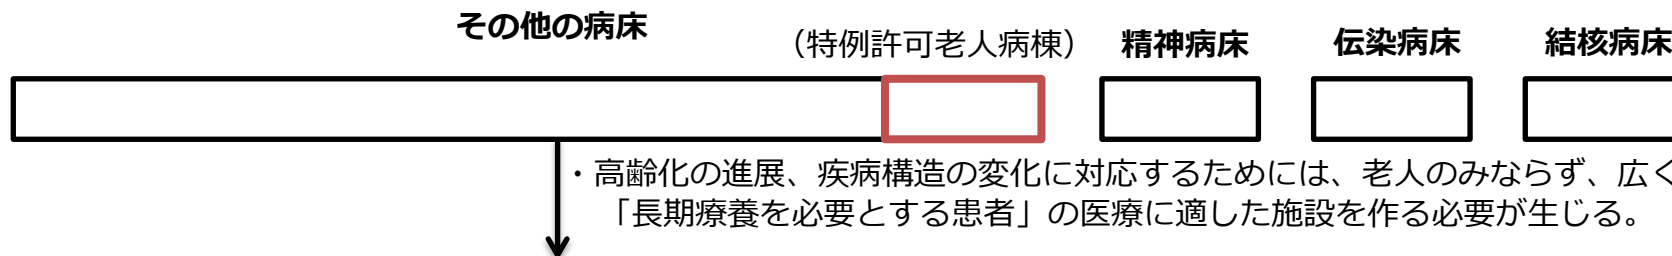 その他の病床 （特例許可老人病棟） 精神病床 伝染病床 結核病床
・高齢化の進展、疾病構造の変化に対応するためには、老人のみならず、広く
「長期療養を必要とする患者」の医療に適した施設を作る必要が生じる。